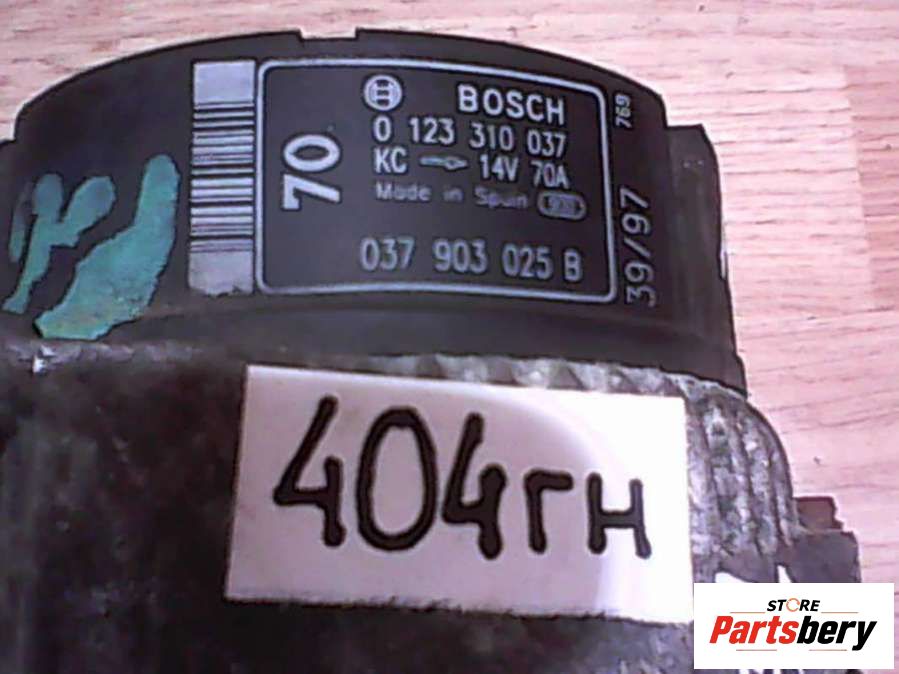 BOSCH
0 123 310 037
KC 14V 70A
Made in Spain
037 903 025 B
70
39/97
769
404ГН
STORE
Partsbery